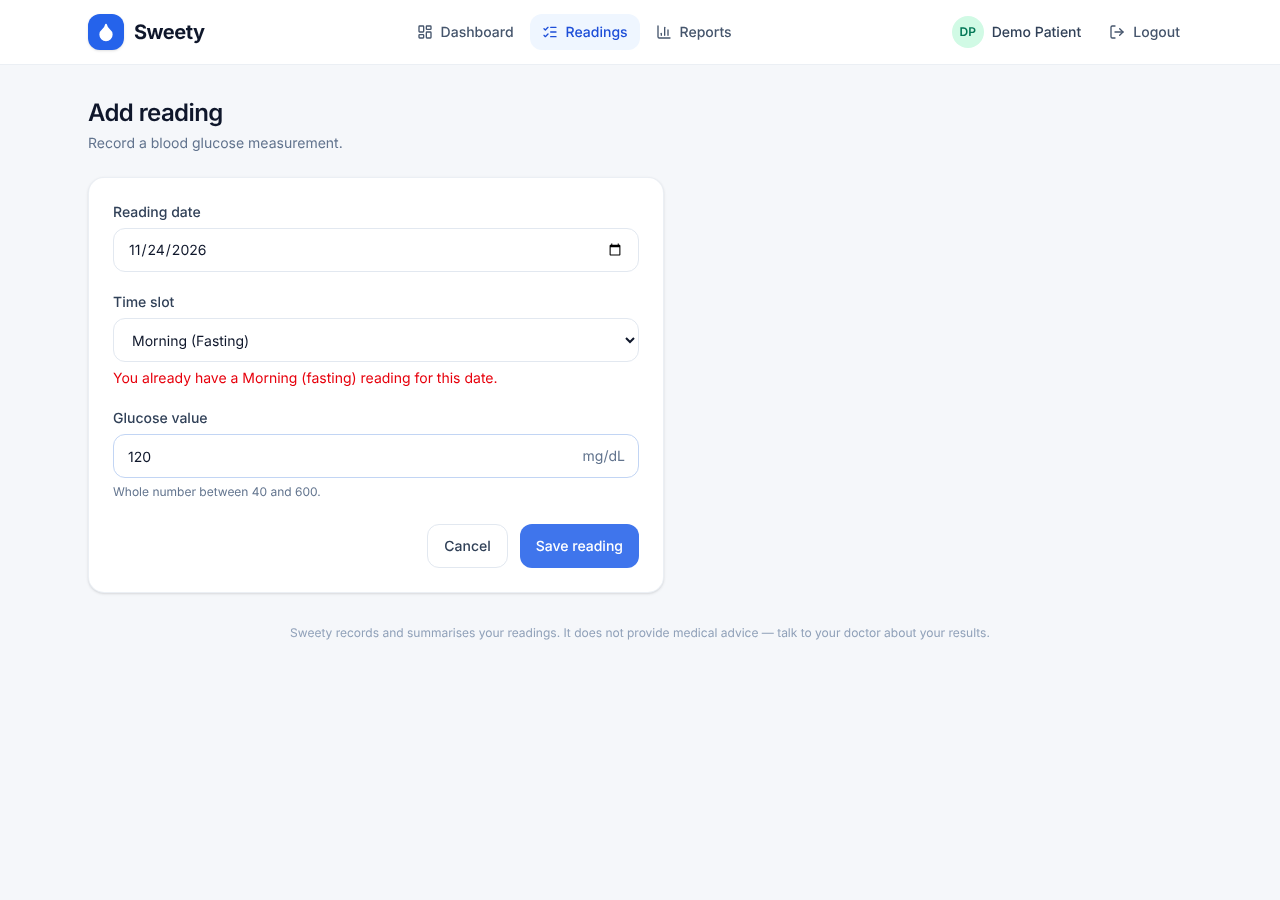 Sweety
Dashboard
Readings
Reports
DP
Demo Patient
Logout
Add reading
Record a blood glucose measurement.
Reading date
11/24/2026
Time slot
Morning (Fasting)
You already have a Morning (fasting) reading for this date.
Glucose value
120
mg/dL
Whole number between 40 and 600.
Cancel
Save reading
Sweety records and summarises your readings. It does not provide medical advice — talk to your doctor about your results.